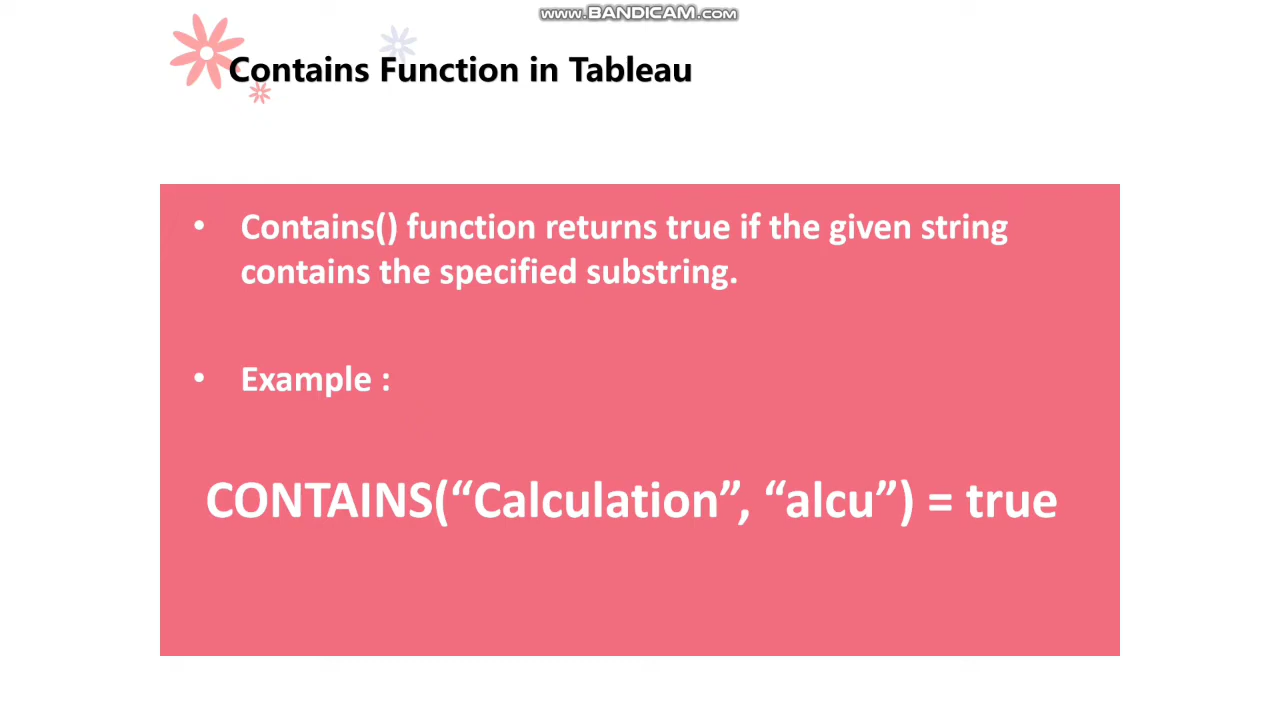 www.BANDICAM.com
Contains Function in Tableau
• Contains() function returns true if the given string
contains the specified substring.
• Example :
CONTAINS(“Calculation”, “alcu”) = true